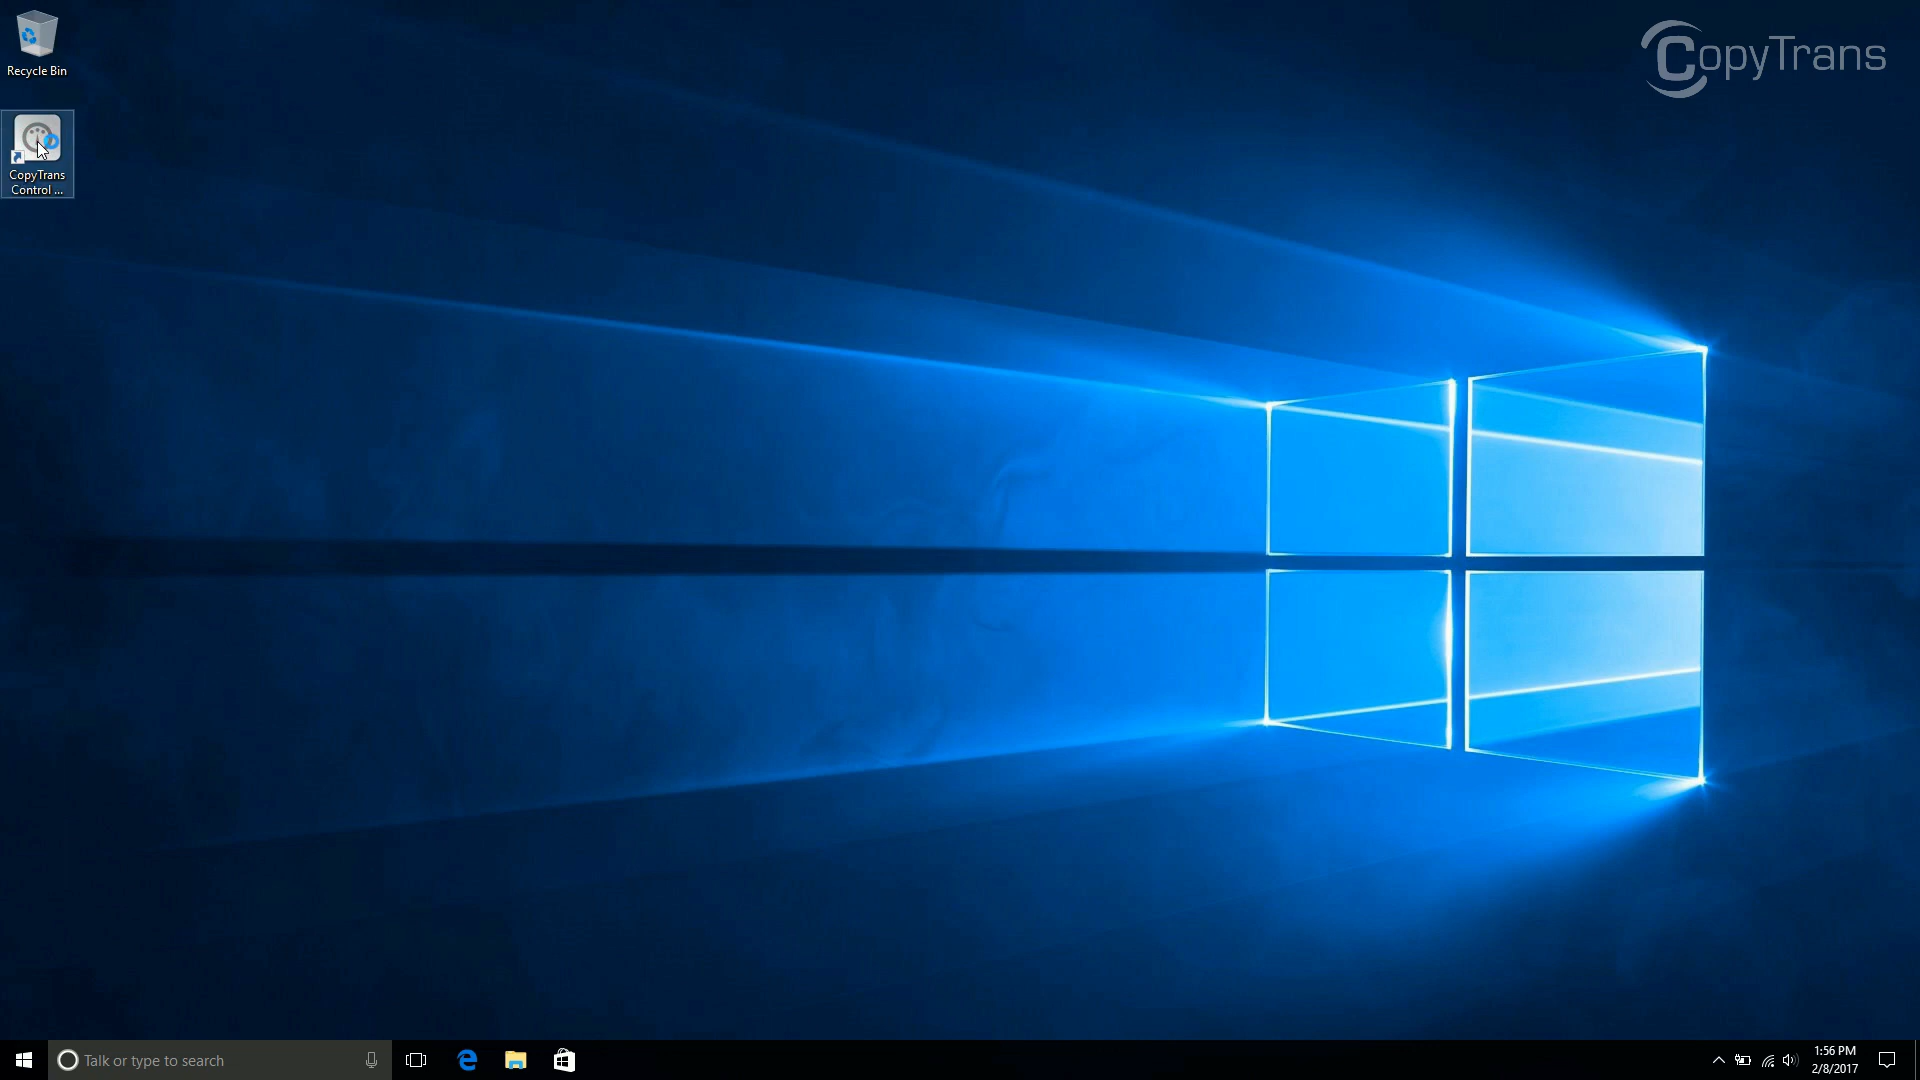 Recycle Bin
CopyTrans
Control ...
CopyTrans
Talk or type to search
1:56 PM
2/8/2017